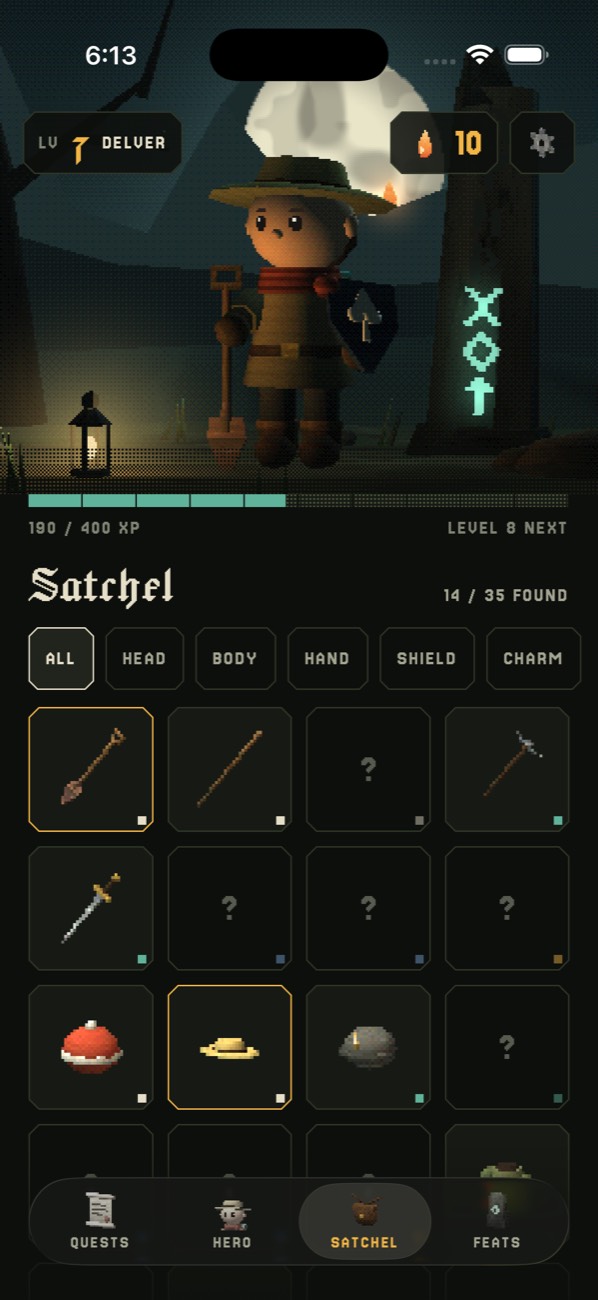 6:13
LV 7 DELVER
10
190 / 400 XP
LEVEL 8 NEXT
Satchel
14 / 35 FOUND
ALL
HEAD
BODY
HAND
SHIELD
CHARM
?
? ? ?
?
QUESTS
HERO
SATCHEL
FEATS